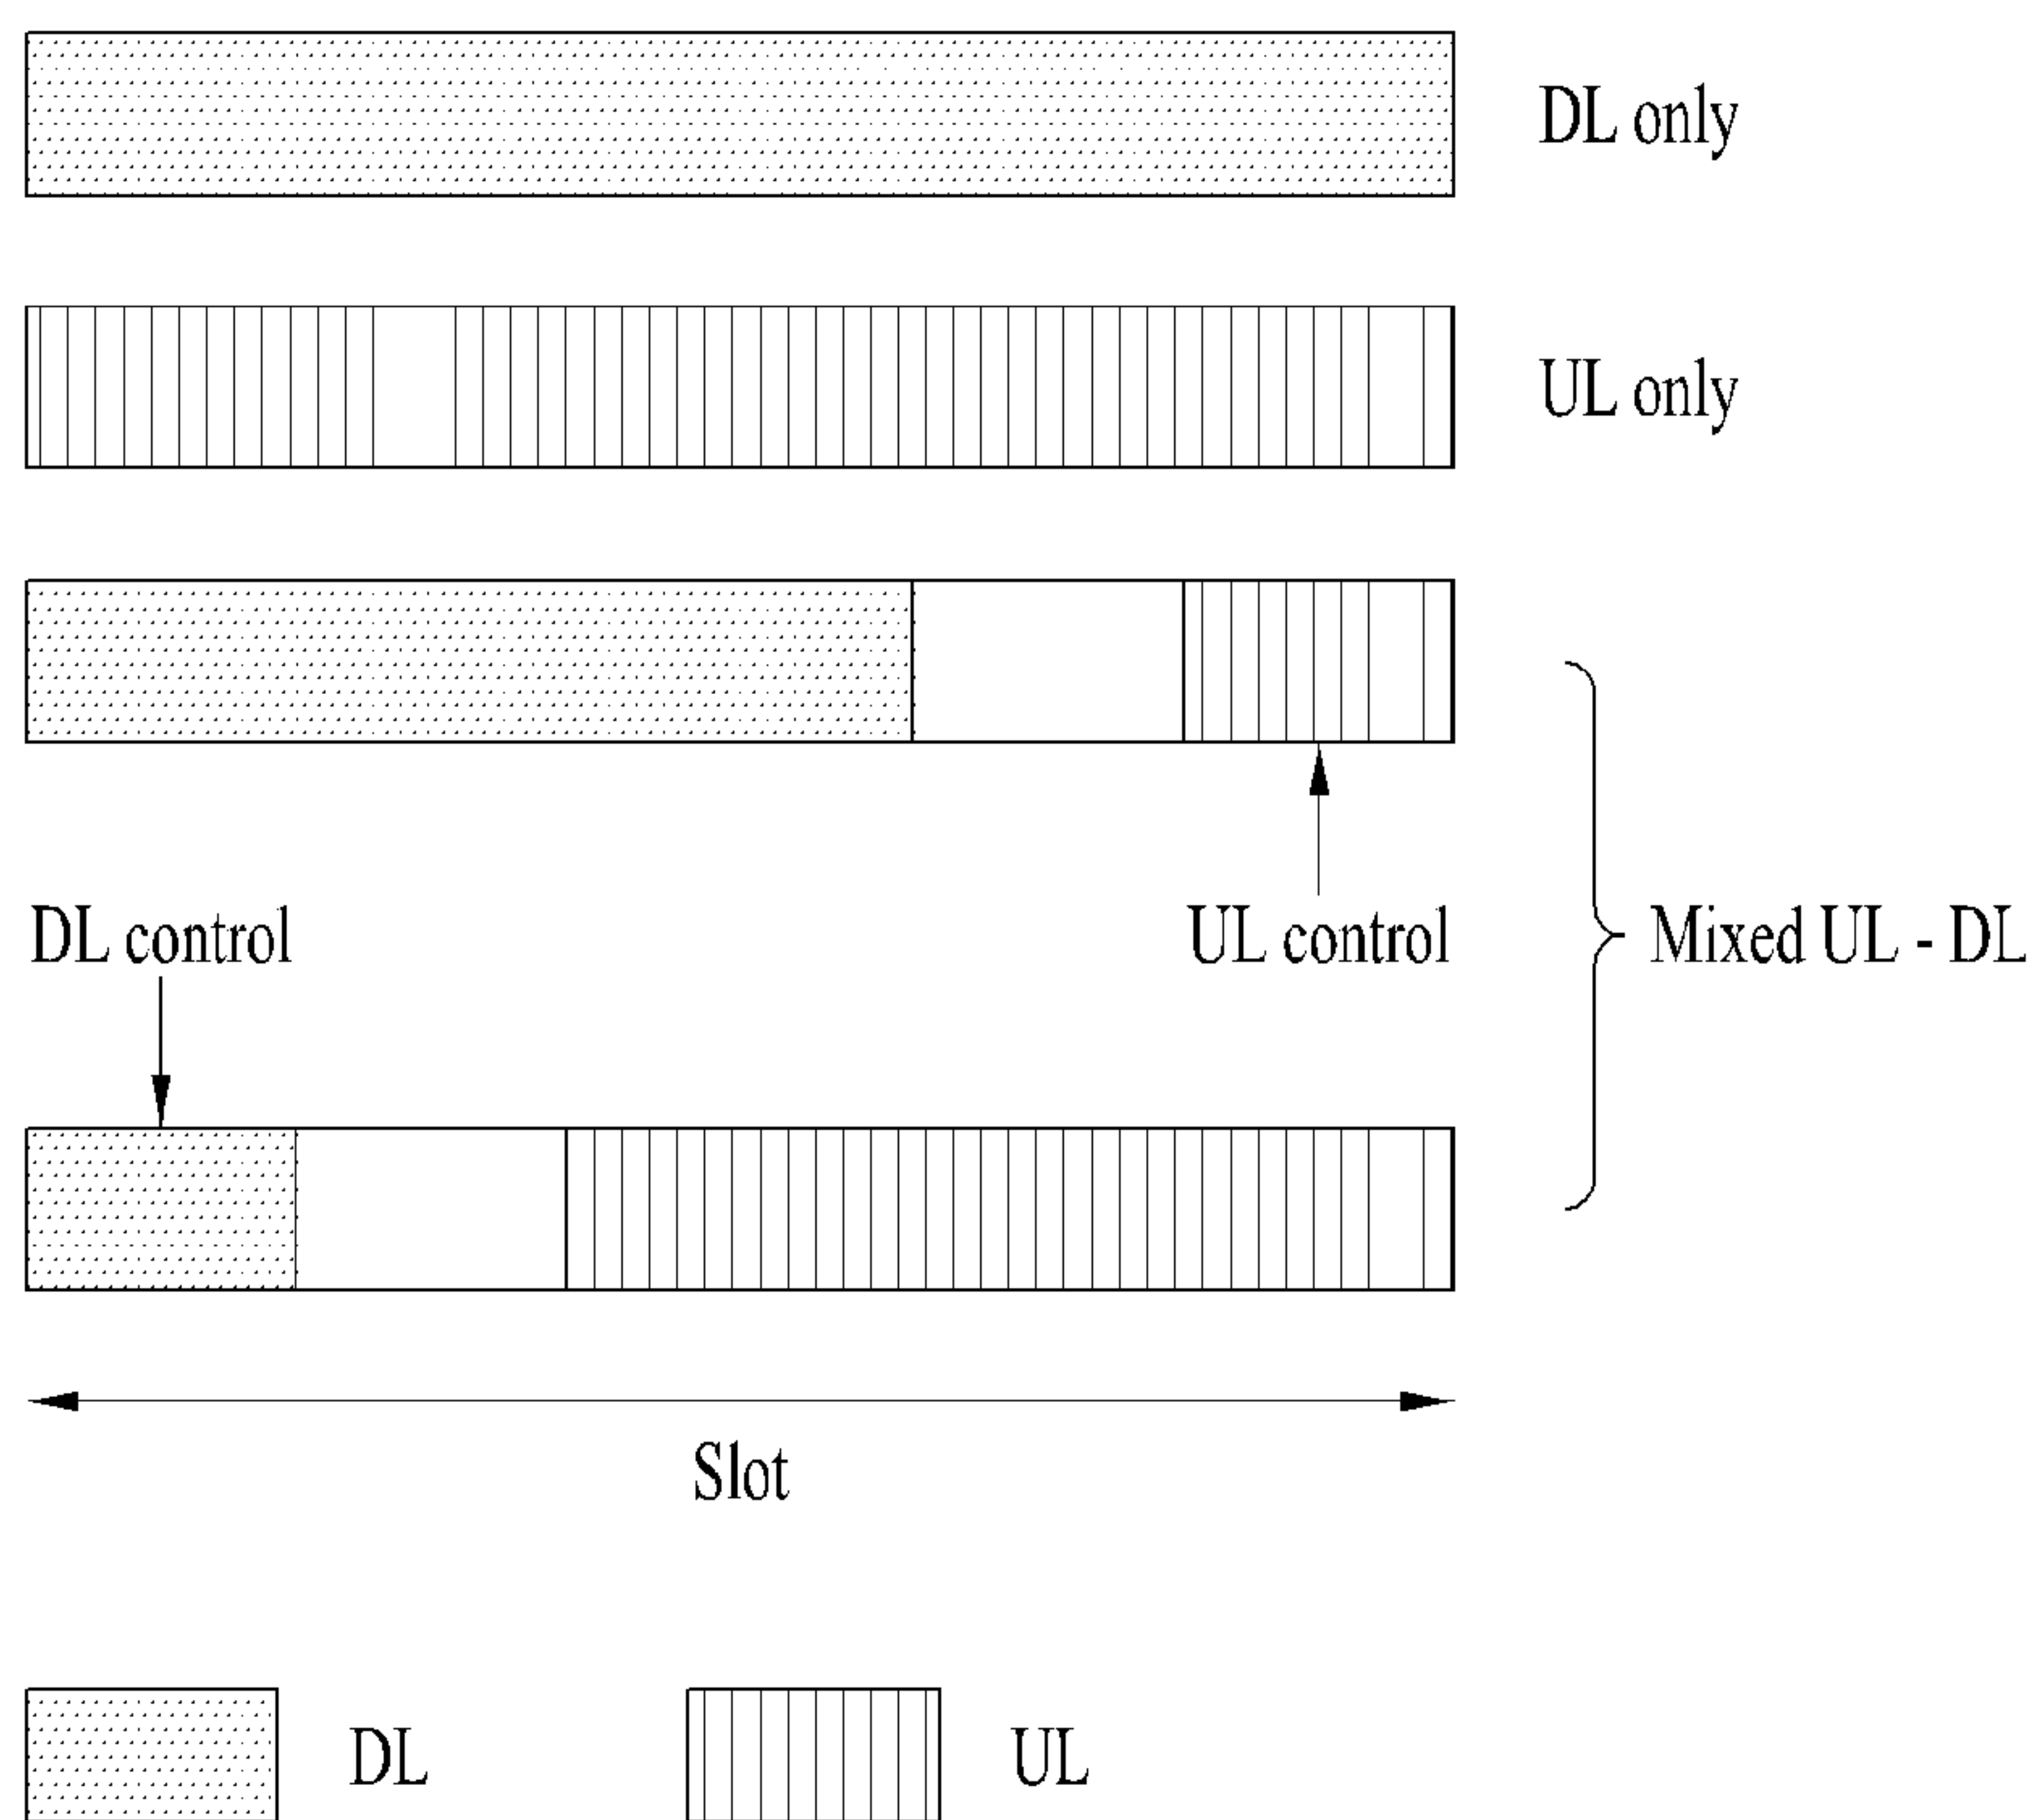 DL only
UL only
DL control
UL control
Mixed UL - DL
Slot
DL
UL